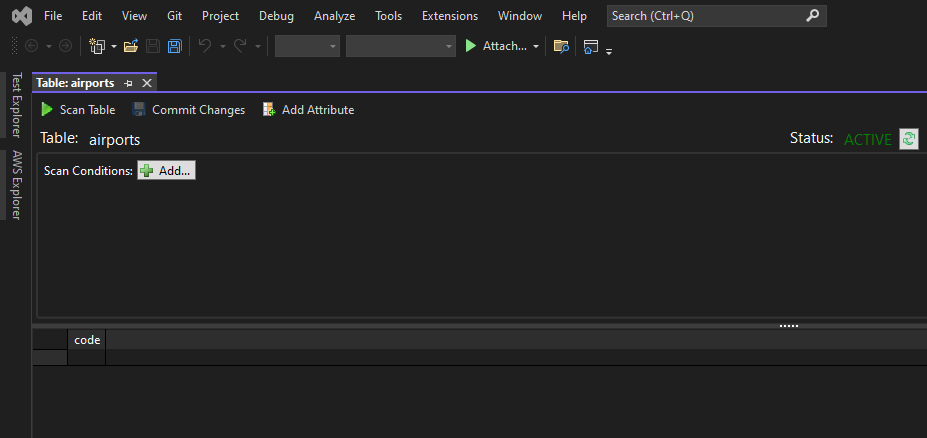 File Edit View Git Project Debug Analyze Tools Extensions Window Help Search (Ctrl+Q)
Attach...
Test Explorer
AWS Explorer
Table: airports
Scan Table Commit Changes Add Attribute
Table: airports Status: ACTIVE
Scan Conditions: Add...
code